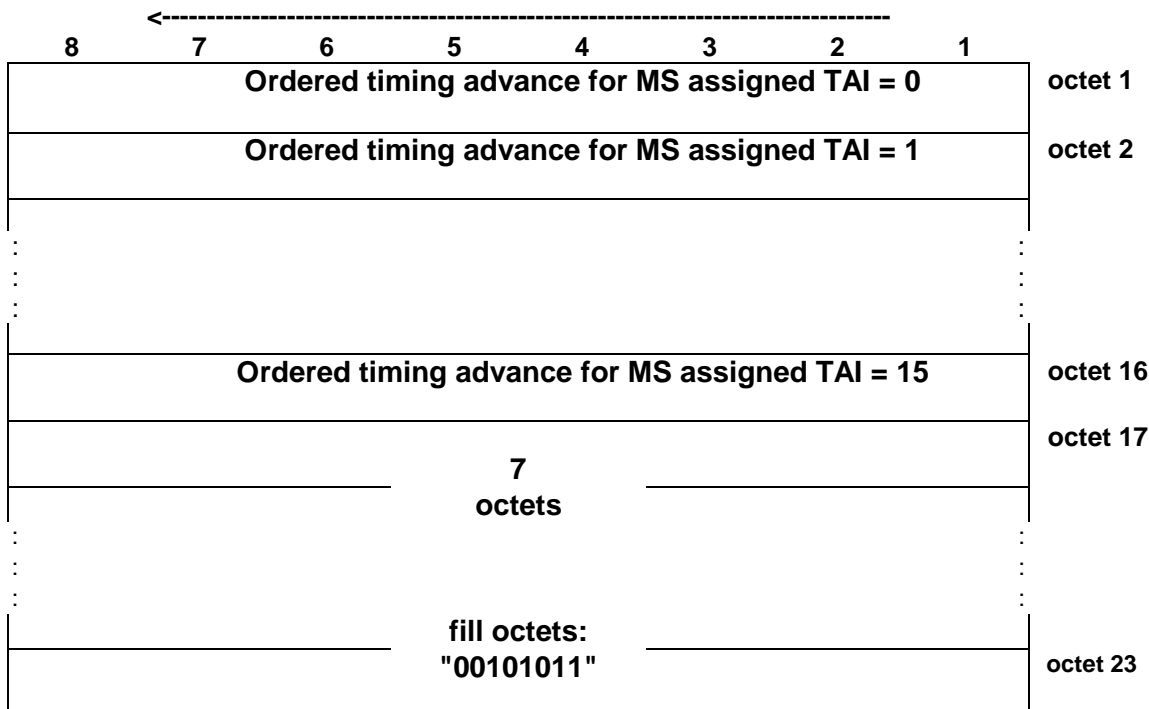 <------------------------------------------------------------------------------
8 7 6 5 4 3 2 1
Ordered timing advance for MS assigned TAI = 0 octet 1
Ordered timing advance for MS assigned TAI = 1 octet 2
: :
: :
: :
Ordered timing advance for MS assigned TAI = 15 octet 16
octet 17
7
octets
: :
: :
: :
fill octets:
"00101011" octet 23